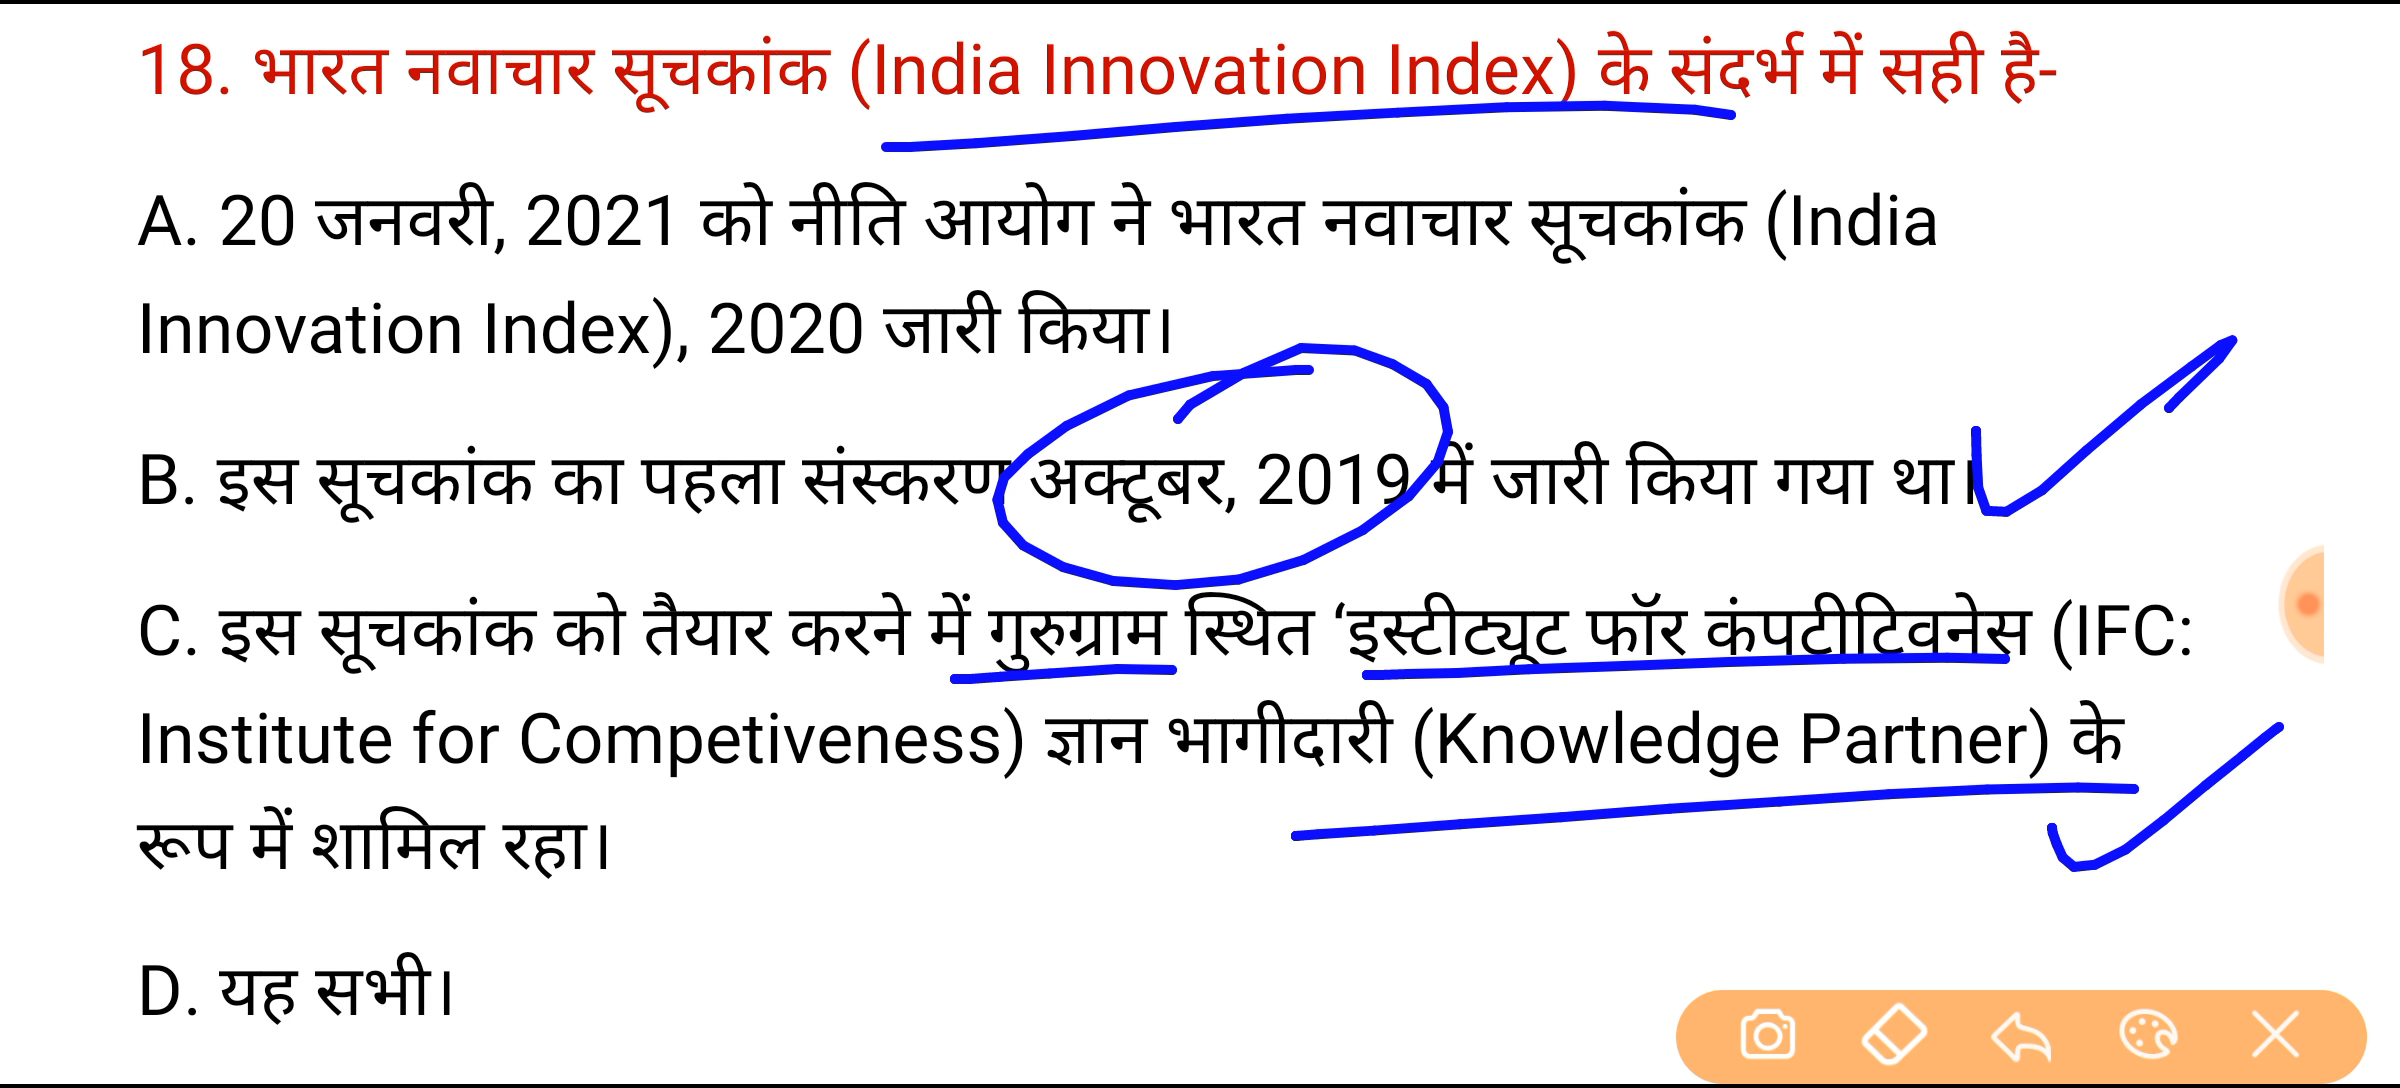 18. भारत नवाचार सूचकांक (India Innovation Index) के संदर्भ में सही है-
A. 20 जनवरी, 2021 को नीति आयोग ने भारत नवाचार सूचकांक (India
Innovation Index), 2020 जारी किया।
B. इस सूचकांक का पहला संस्करण अक्टूबर, 2019 में जारी किया गया था।
C. इस सूचकांक को तैयार करने में गुरुग्राम स्थित ‘इस्टीट्यूट फॉर कंपटीटिवनेस (IFC:
Institute for Competiveness) ज्ञान भागीदारी (Knowledge Partner) के
रूप में शामिल रहा।
D. यह सभी।